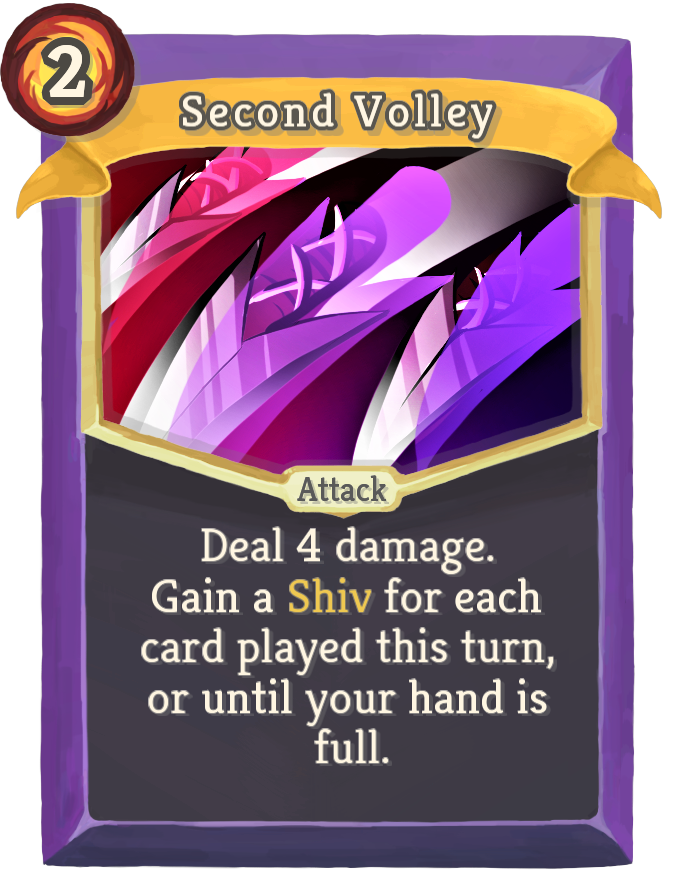 2
Second Volley
Attack
Deal 4 damage.
Gain a Shiv for each
card played this turn,
or until your hand is
full.